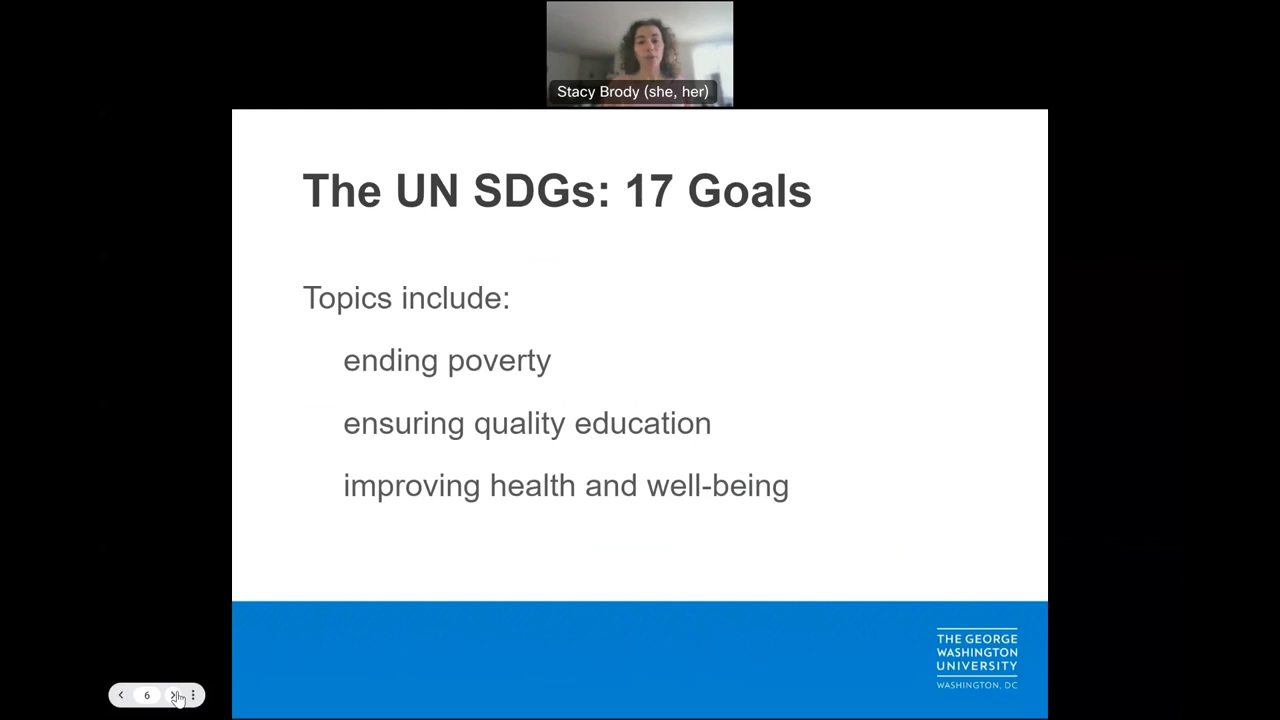 Stacy Brody (she, her)
The UN SDGs: 17 Goals
Topics include:
ending poverty
ensuring quality education
improving health and well-being
THE GEORGE
WASHINGTON
UNIVERSITY
WASHINGTON, DC
6